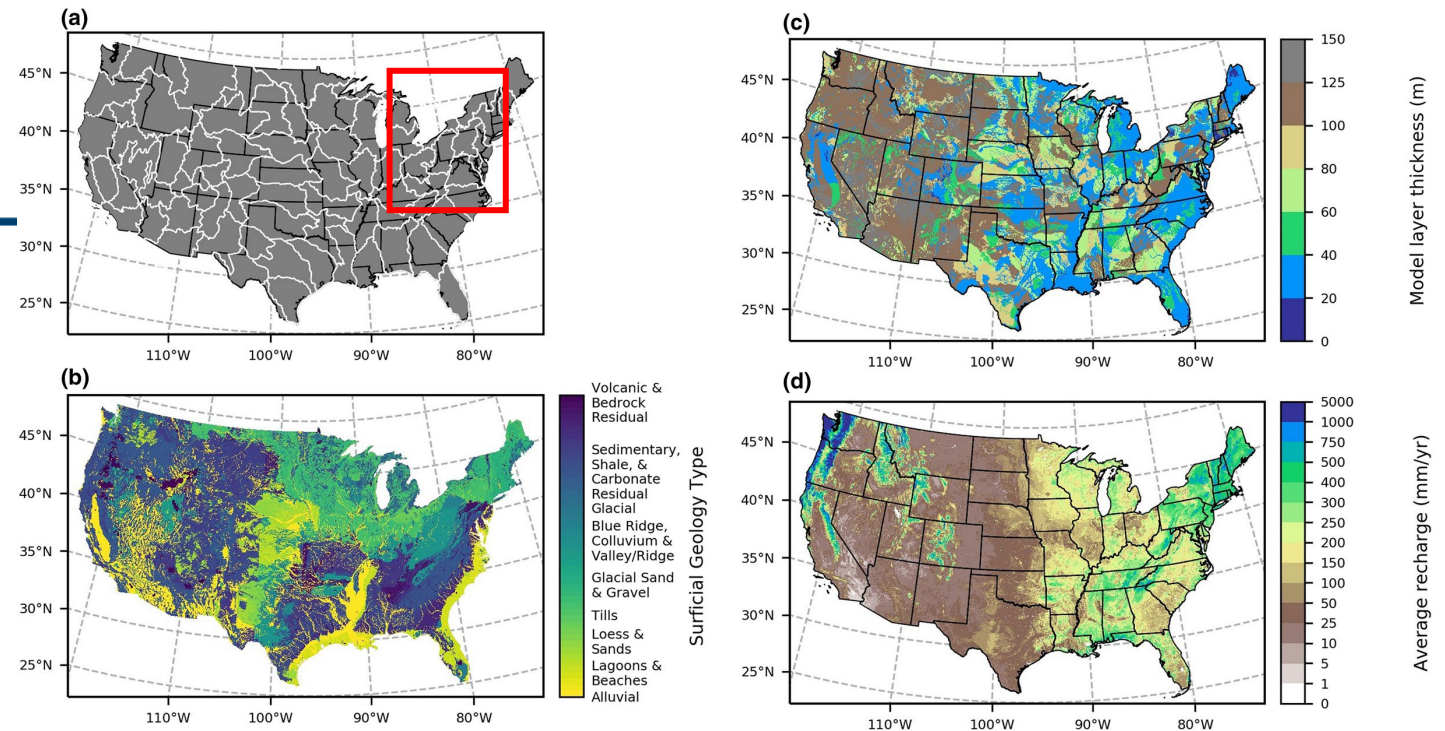 (a)
45°N
40°N
35°N
30°N
25°N
110°W 100°W 90°W 80°W
(b)
45°N
40°N
35°N
30°N
25°N
110°W 100°W 90°W 80°W
Volcanic &
Bedrock
Residual
Sedimentary,
Shale, &
Carbonate
Residual
Glacial
Blue Ridge,
Colluvium &
Valley/Ridge
Glacial Sand
& Gravel
Tills
Loess &
Sands
Lagoons &
Beaches
Alluvial
Surficial Geology Type
(c)
45°N
40°N
35°N
30°N
25°N
110°W 100°W 90°W 80°W
150
125
100
80
60
40
20
0
Model layer thickness (m)
(d)
45°N
40°N
35°N
30°N
25°N
110°W 100°W 90°W 80°W
5000
1000
750
500
400
300
250
200
150
100
50
25
10
5
1
0
Average recharge (mm/yr)